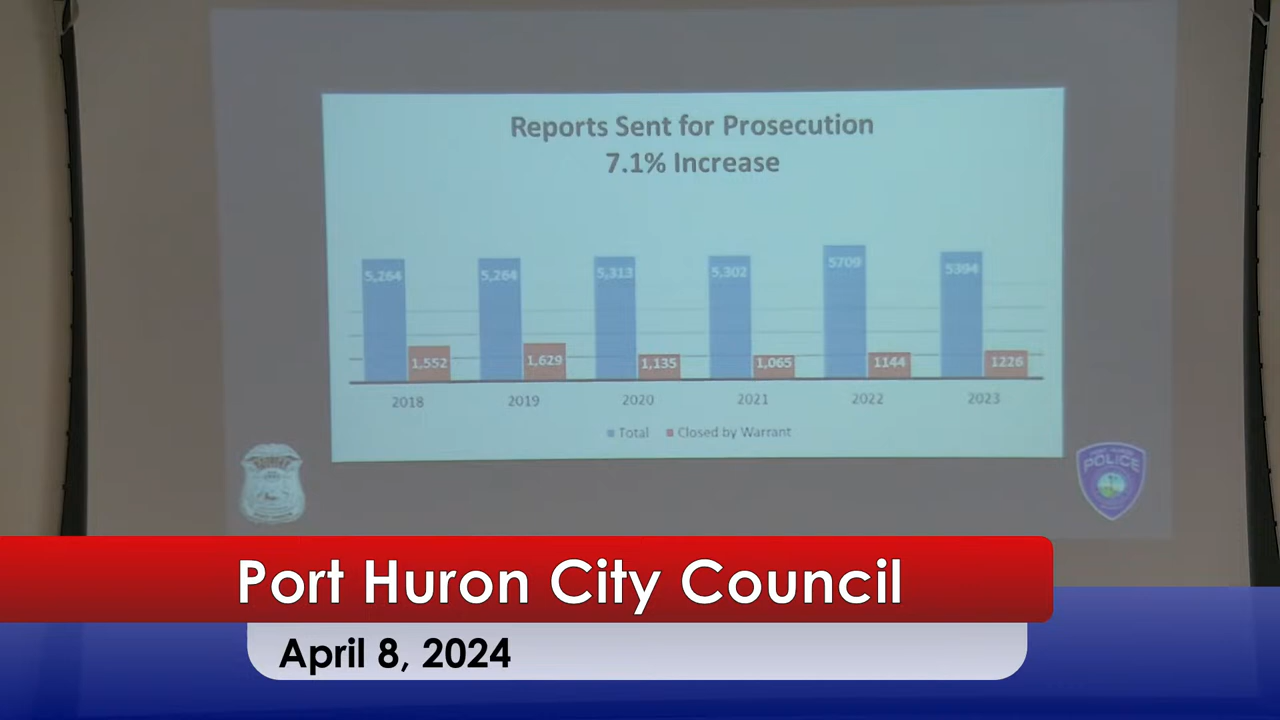 Reports Sent for Prosecution
7.1% Increase
5,264
1,552
5,264
1,629
5,313
1,135
5,302
1,065
5709
1144
5394
1226
2018 2019 2020 2021 2022 2023
Total Closed by Warrant
POLICE
Port Huron City Council
April 8, 2024